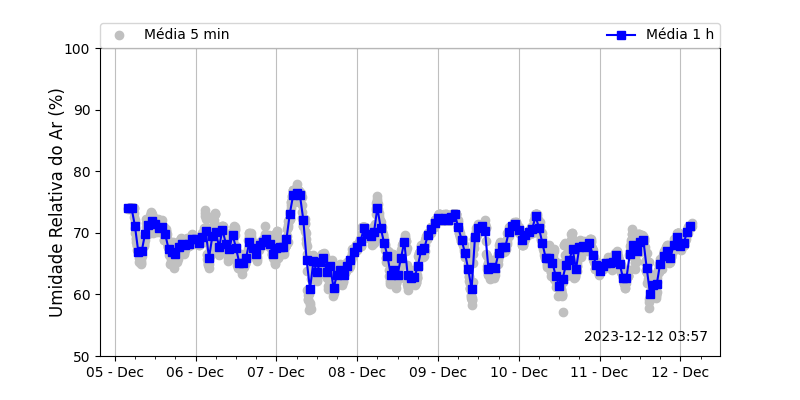 Média 5 min
Média 1 h
100
90
80
70
60
50
Umidade Relativa do Ar (%)
2023-12-12 03:57
05 - Dec
06 - Dec
07 - Dec
08 - Dec
09 - Dec
10 - Dec
11 - Dec
12 - Dec